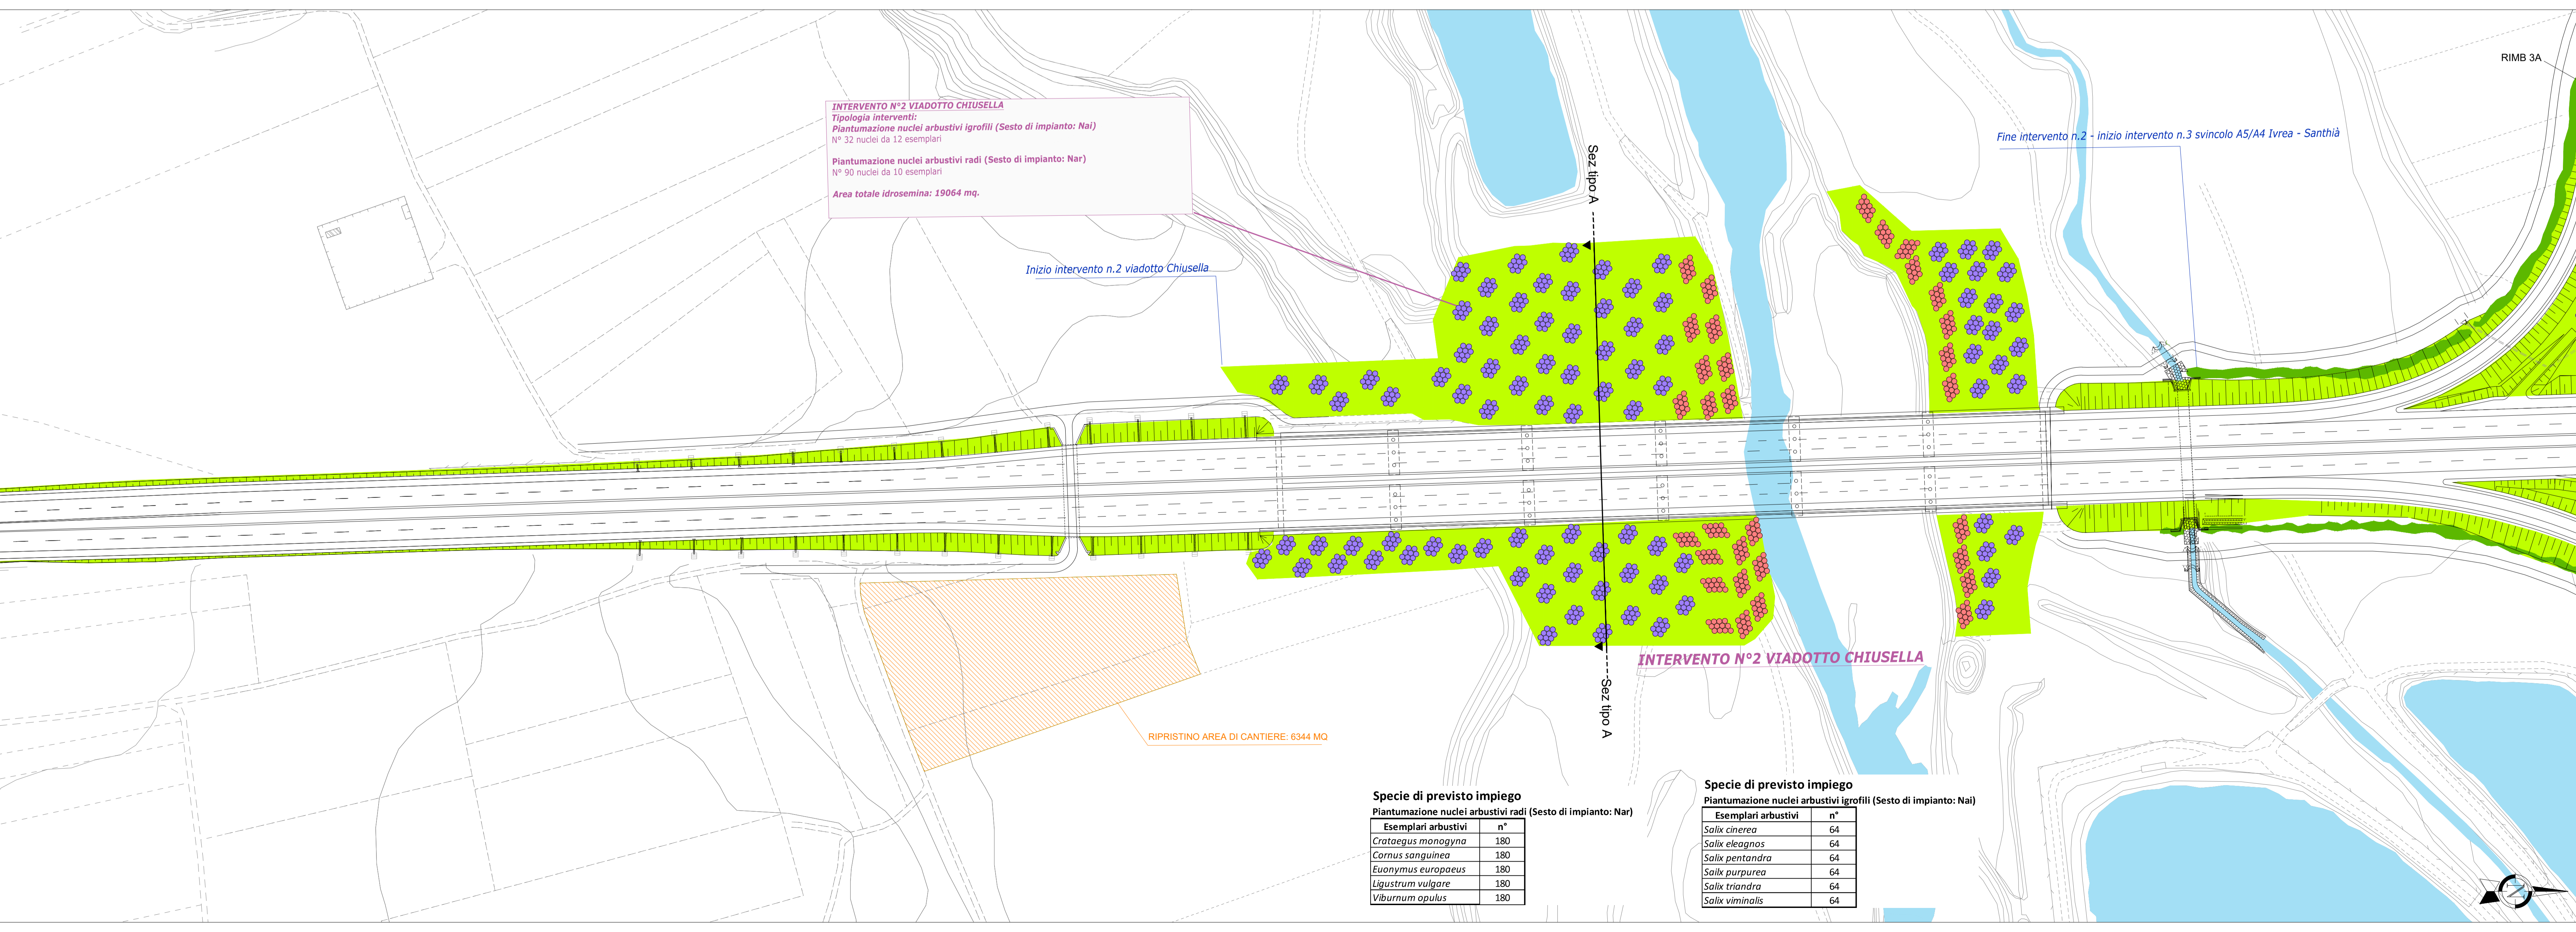 RIMB 3A
INTERVENTO N°2 VIADOTTO CHIUSELLA
Tipologia interventi:
Piantumazione nuclei arbustivi igrofili (Sesto di impianto: Nai)
N° 32 nuclei da 12 esemplari
Piantumazione nuclei arbustivi radi (Sesto di impianto: Nar)
N° 90 nuclei da 10 esemplari
Area totale idrosemina: 19064 mq.
Fine intervento n.2 - inizio intervento n.3 svincolo A5/A4 Ivrea - Santhià
Sez tipo A
Inizio intervento n.2 viadotto Chiusella
INTERVENTO N°2 VIADOTTO CHIUSELLA
Sez tipo A
RIPRISTINO AREA DI CANTIERE: 6344 MQ
Specie di previsto impiego
Piantumazione nuclei arbustivi radi (Sesto di impianto: Nar)
Esemplari arbustivi n°
Crataegus monogyna 180
Cornus sanguinea 180
Euonymus europaeus 180
Ligustrum vulgare 180
Viburnum opulus 180
Specie di previsto impiego
Piantumazione nuclei arbustivi igrofili (Sesto di impianto: Nai)
Esemplari arbustivi n°
Salix cinerea 64
Salix eleagnos 64
Salix pentandra 64
Sailx purpurea 64
Salix triandra 64
Salix viminalis 64